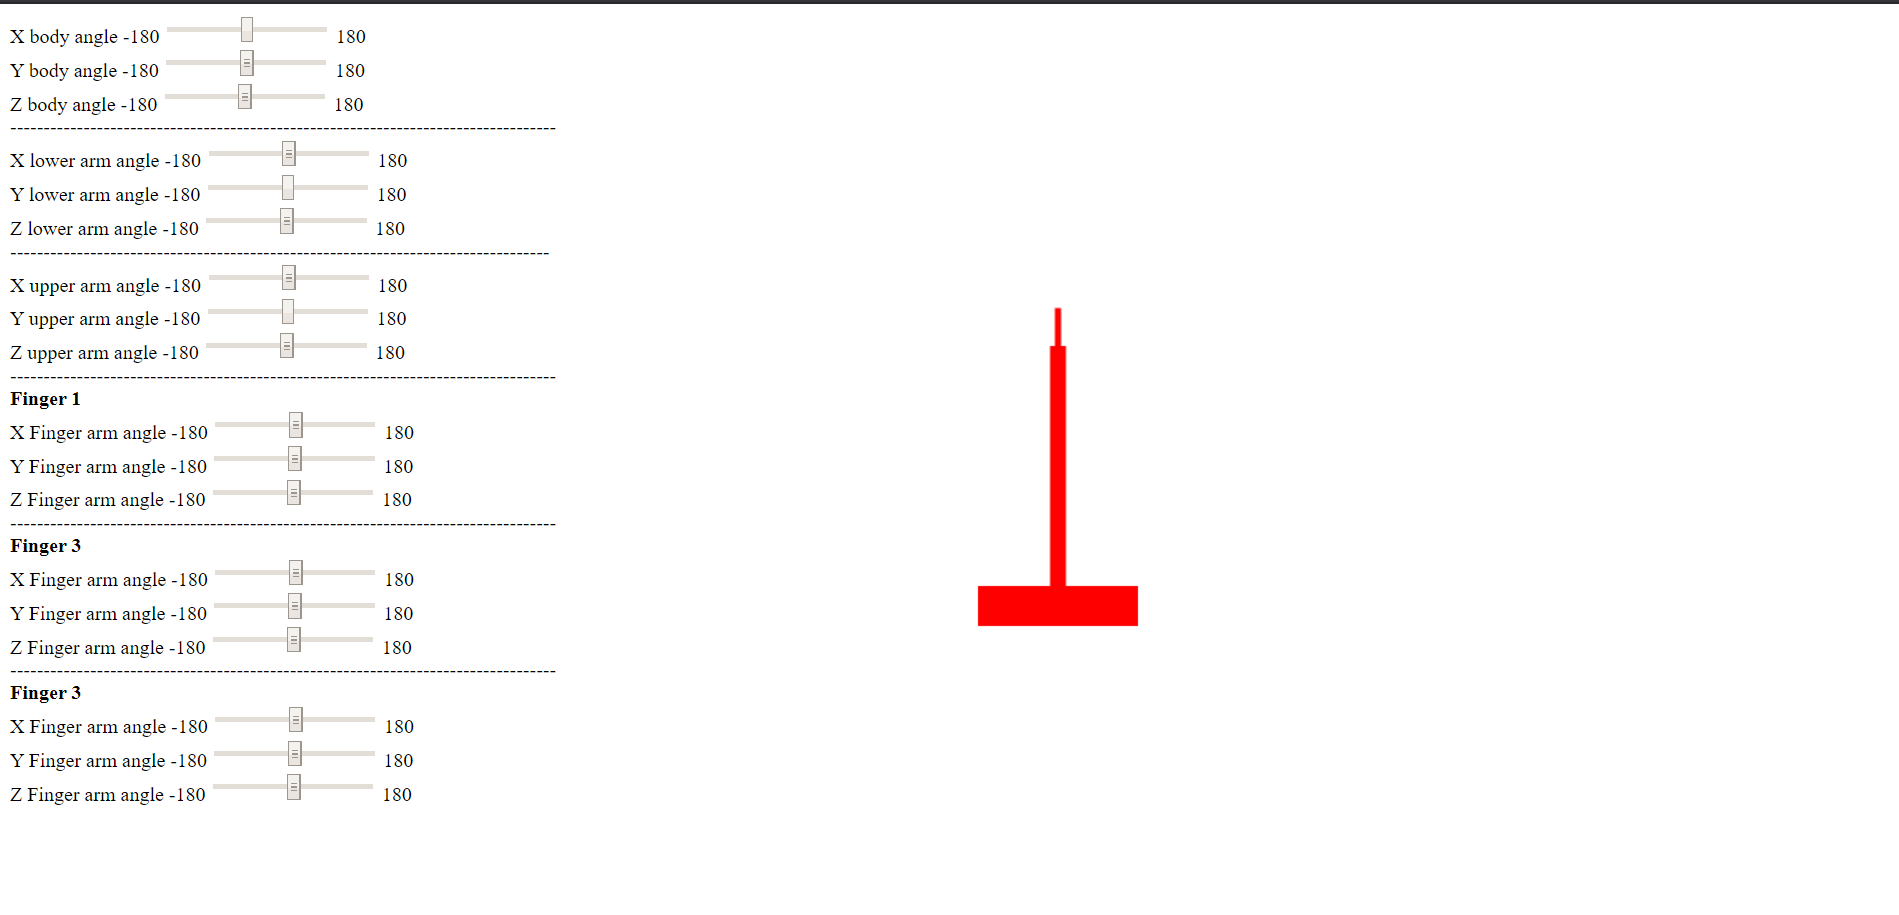 X body angle -180 180
Y body angle -180 180
Z body angle -180 180
----------------------------------------------------------------------------------
X lower arm angle -180 180
Y lower arm angle -180 180
Z lower arm angle -180 180
---------------------------------------------------------------------------------
X upper arm angle -180 180
Y upper arm angle -180 180
Z upper arm angle -180 180
----------------------------------------------------------------------------------
Finger 1
X Finger arm angle -180 180
Y Finger arm angle -180 180
Z Finger arm angle -180 180
----------------------------------------------------------------------------------
Finger 3
X Finger arm angle -180 180
Y Finger arm angle -180 180
Z Finger arm angle -180 180
----------------------------------------------------------------------------------
Finger 3
X Finger arm angle -180 180
Y Finger arm angle -180 180
Z Finger arm angle -180 180